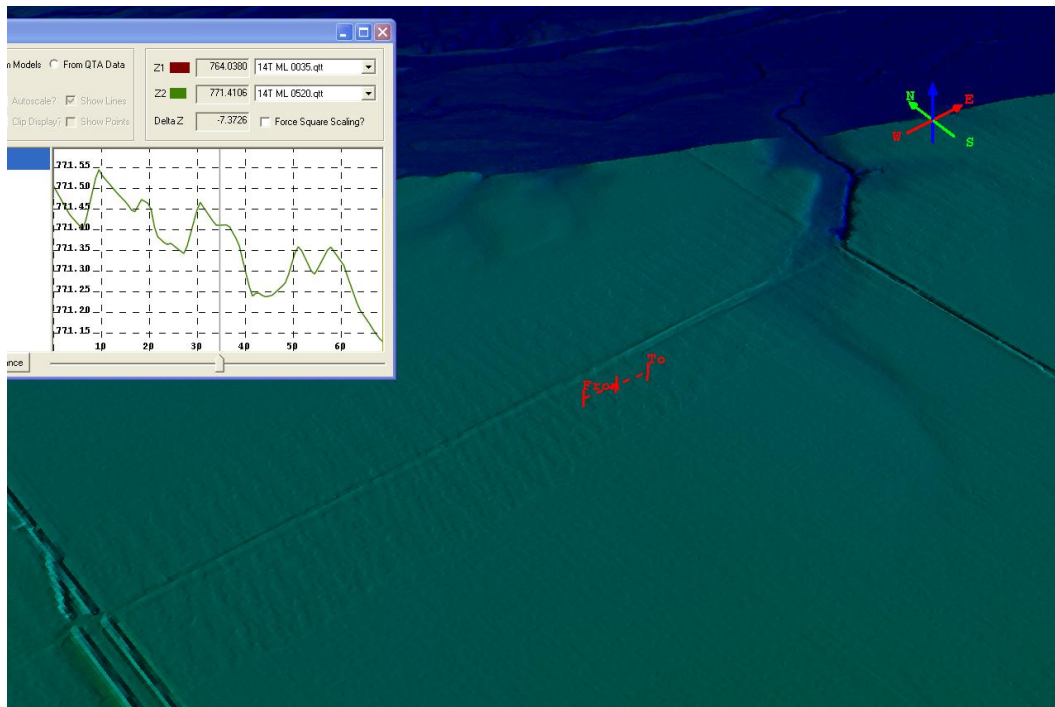 m Models From QTA Data
Z1 764.0380 14T ML 0035.qtt
Autoscale? Show Lines
Z2 771.4106 14T ML 0520.qtt
Clip Display? Show Points
Delta Z -7.3726 Force Square Scaling?
771.55
771.50
771.45
771.40
771.35
771.30
771.25
771.20
771.15
10 20 30 40 50 60
nce
N
E
W
S
From
To